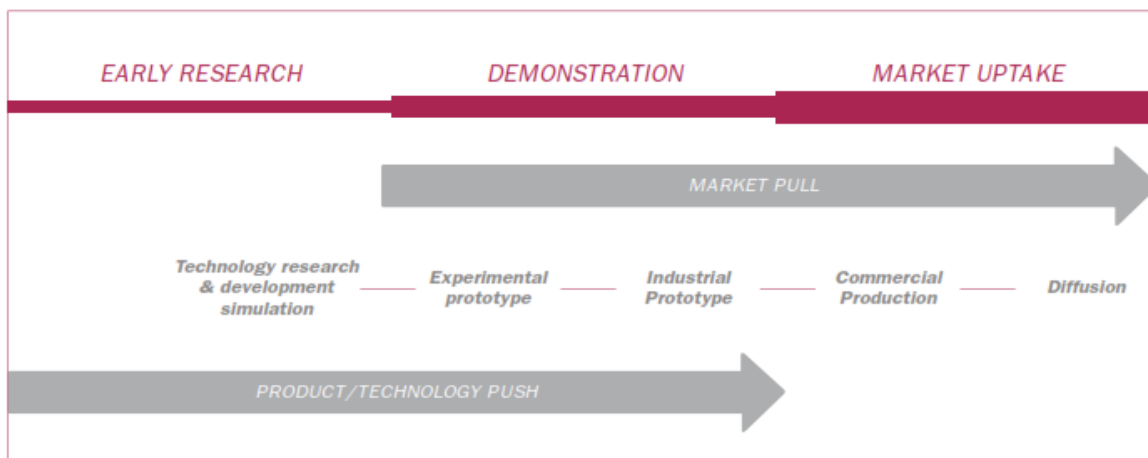 EARLY RESEARCH
DEMONSTRATION
MARKET UPTAKE
MARKET PULL
Technology research
& development
simulation
Experimental
prototype
Industrial
Prototype
Commercial
Production
Diffusion
PRODUCT/TECHNOLOGY PUSH